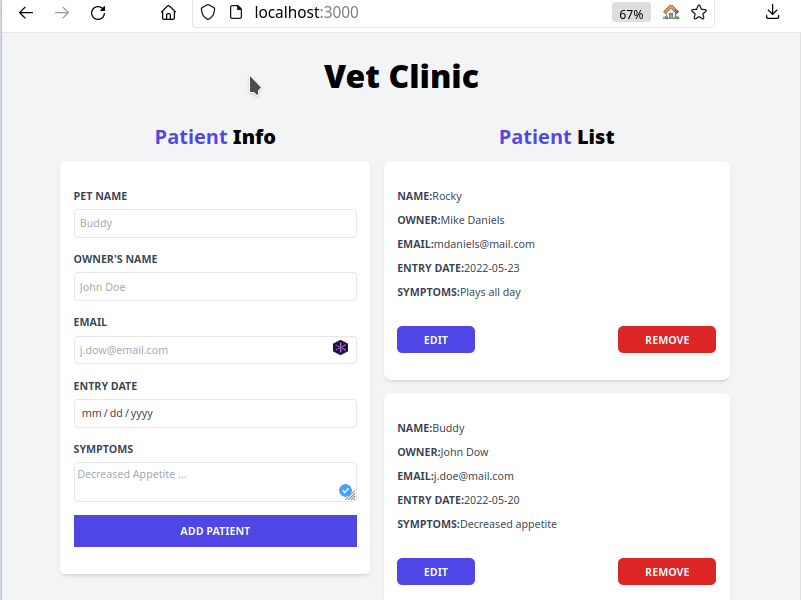 localhost:3000
67%
Vet Clinic
Patient Info
PET NAME
Buddy
OWNER'S NAME
John Doe
EMAIL
j.dow@email.com
ENTRY DATE
mm / dd / yyyy
SYMPTOMS
Decreased Appetite ...
ADD PATIENT
Patient List
NAME:Rocky
OWNER:Mike Daniels
EMAIL:mdaniels@mail.com
ENTRY DATE:2022-05-23
SYMPTOMS:Plays all day
EDIT
REMOVE
NAME:Buddy
OWNER:John Dow
EMAIL:j.doe@mail.com
ENTRY DATE:2022-05-20
SYMPTOMS:Decreased appetite
EDIT
REMOVE